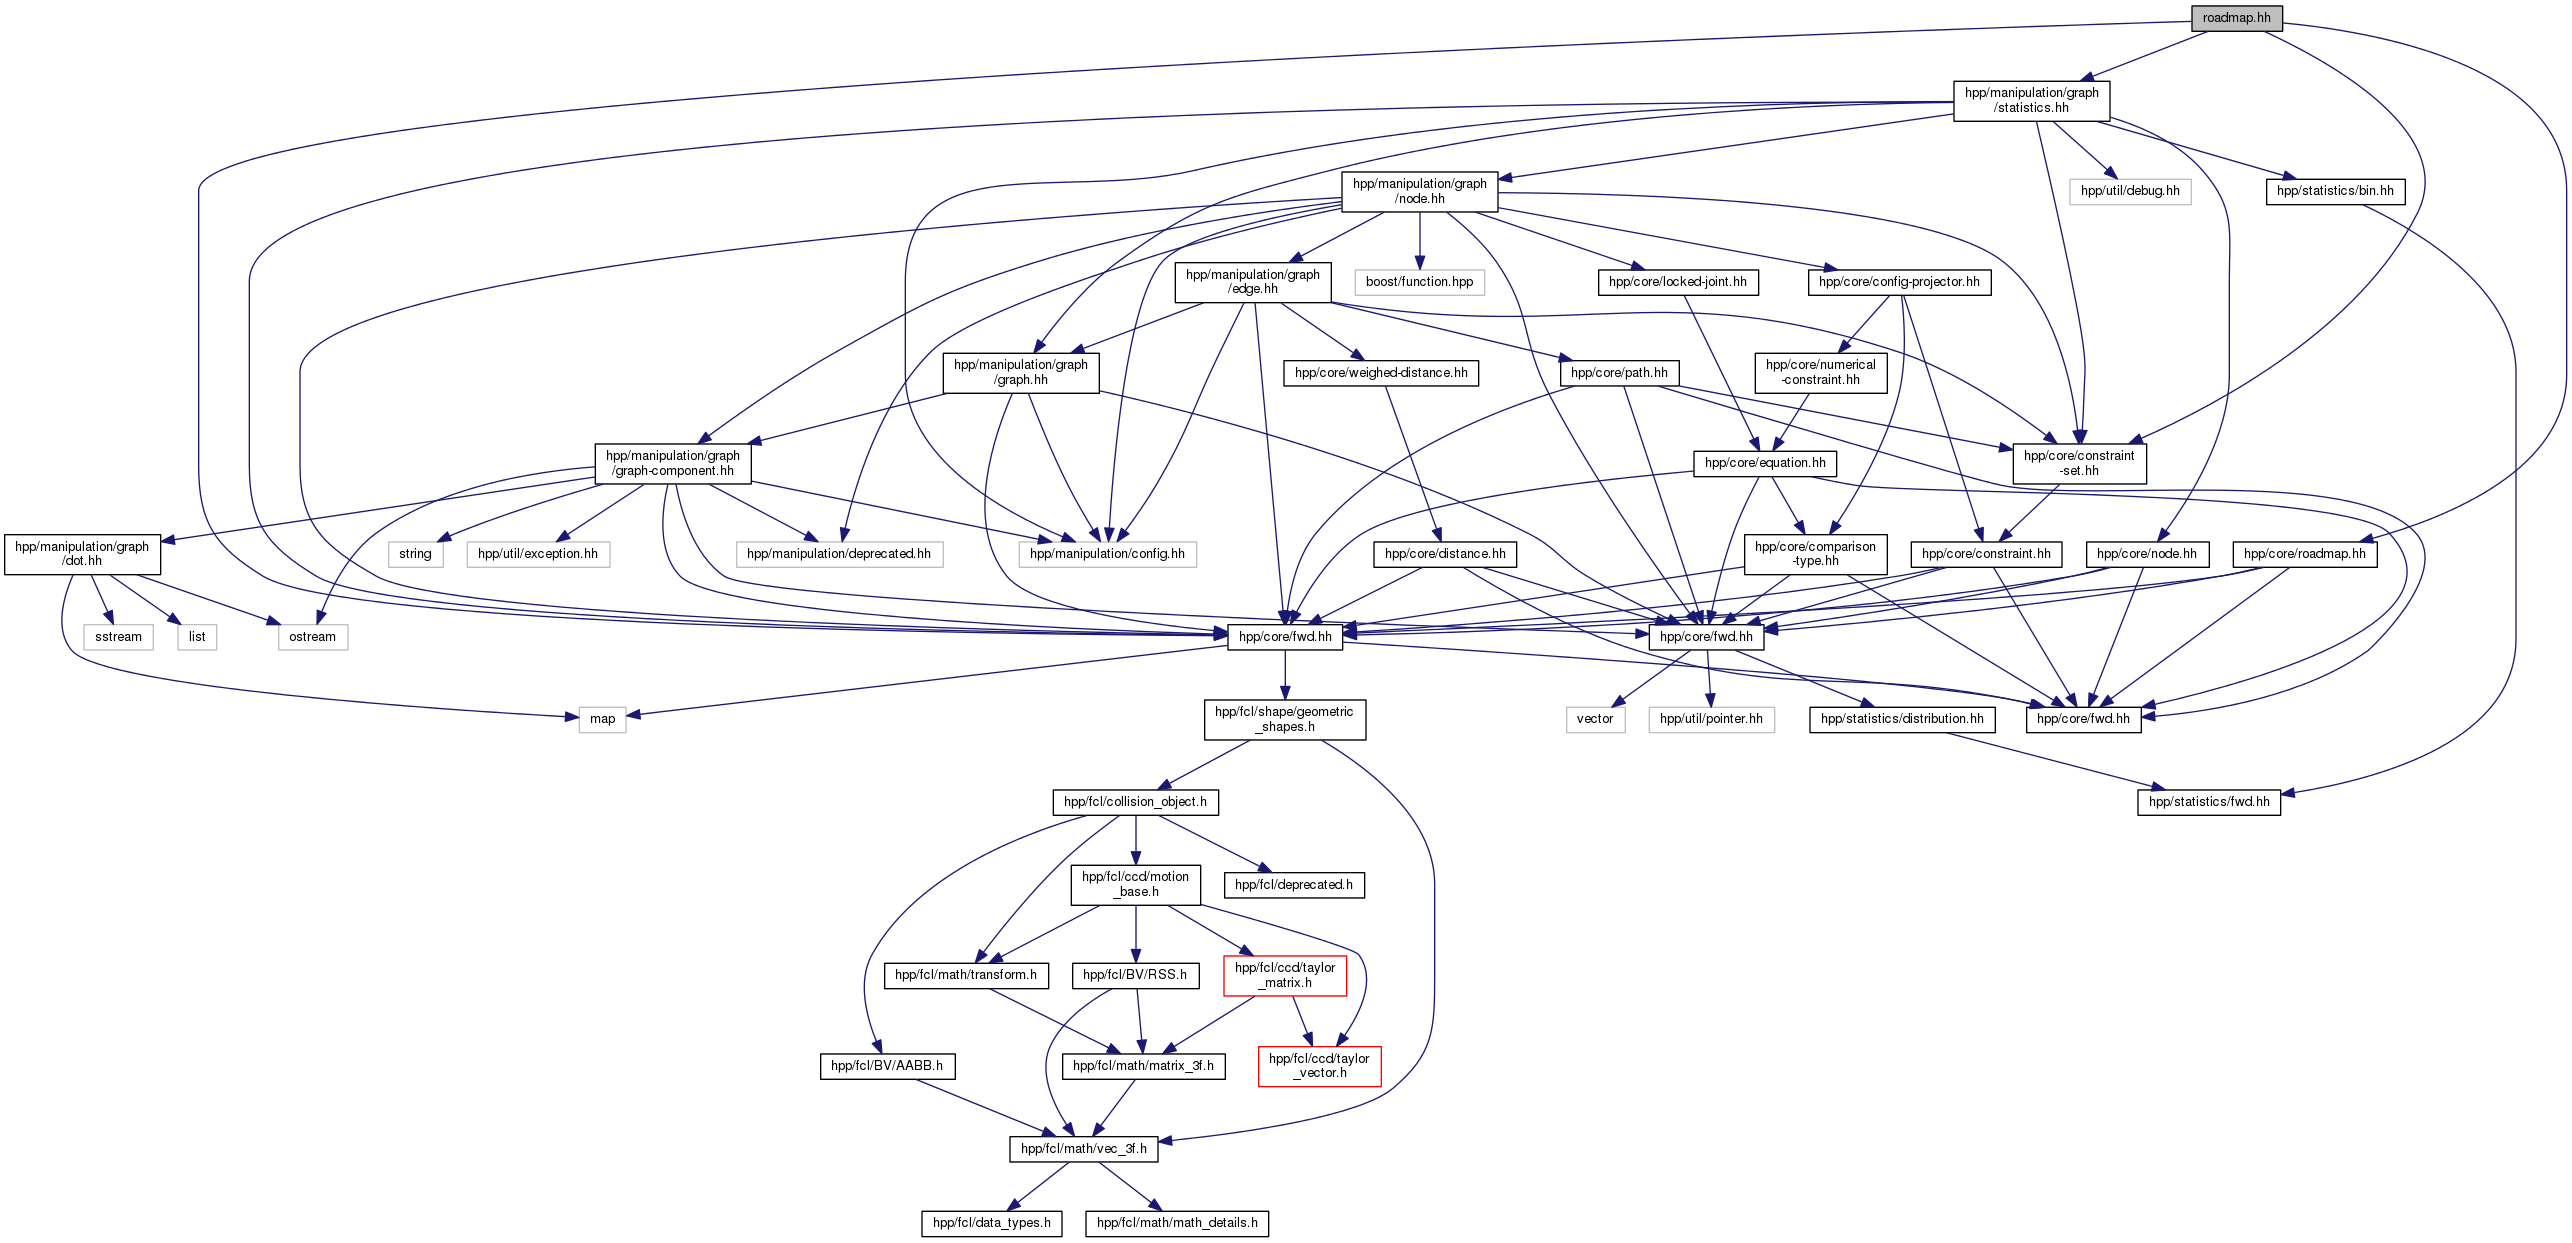 roadmap.hh
hpp/manipulation/graph
/statistics.hh
hpp/manipulation/graph
/node.hh
hpp/util/debug.hh
hpp/statistics/bin.hh
hpp/manipulation/graph
/edge.hh
boost/function.hpp
hpp/core/locked-joint.hh
hpp/core/config-projector.hh
hpp/manipulation/graph
/graph.hh
hpp/core/weighed-distance.hh
hpp/core/path.hh
hpp/core/numerical
-constraint.hh
hpp/manipulation/graph
/graph-component.hh
hpp/core/equation.hh
hpp/core/constraint
-set.hh
hpp/manipulation/graph
/dot.hh
string
hpp/util/exception.hh
hpp/manipulation/deprecated.hh
hpp/manipulation/config.hh
hpp/core/distance.hh
hpp/core/comparison
-type.hh
hpp/core/constraint.hh
hpp/core/node.hh
hpp/core/roadmap.hh
sstream
list
ostream
hpp/core/fwd.hh
hpp/core/fwd.hh
map
hpp/fcl/shape/geometric
_shapes.h
vector
hpp/util/pointer.hh
hpp/statistics/distribution.hh
hpp/core/fwd.hh
hpp/fcl/collision_object.h
hpp/statistics/fwd.hh
hpp/fcl/ccd/motion
_base.h
hpp/fcl/deprecated.h
hpp/fcl/math/transform.h
hpp/fcl/BV/RSS.h
hpp/fcl/ccd/taylor
_matrix.h
hpp/fcl/BV/AABB.h
hpp/fcl/math/matrix_3f.h
hpp/fcl/ccd/taylor
_vector.h
hpp/fcl/math/vec_3f.h
hpp/fcl/data_types.h
hpp/fcl/math/math_details.h